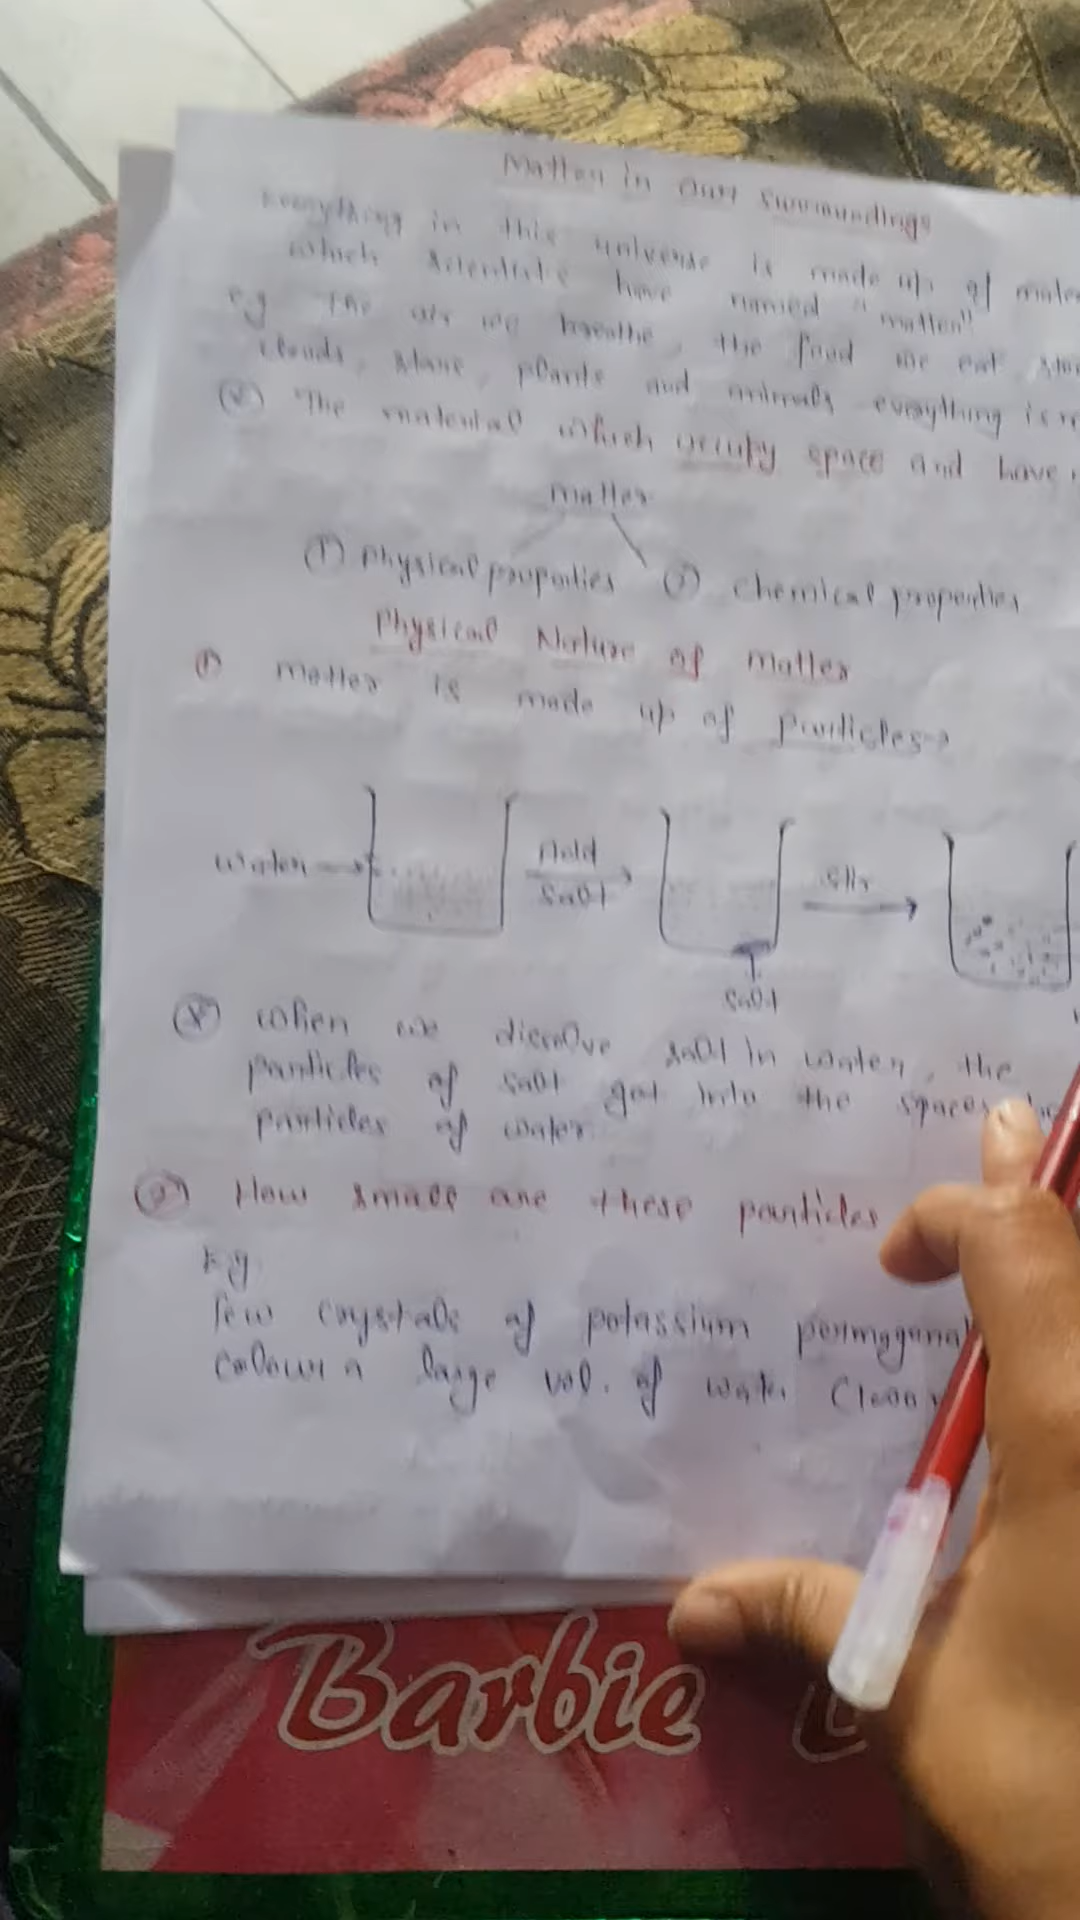 Matter in Our Surroundings
Everything in this universe is made up of
which scientists have named "matter"
e.g The air we breathe, the food we eat
clouds, stars, plants and animals everything is
The material which occupy space and have
matter
① Physical properties ② chemical properties
Physical Nature of matter
① matter is made up of particles→
water→
Add
Salt
Stir
Salt
When we dissolve salt in water, the
particles of salt get into the spaces
particles of water
② How small are these particles
Eg
few crystals of potassium
colour a large vol. of water
Barbie